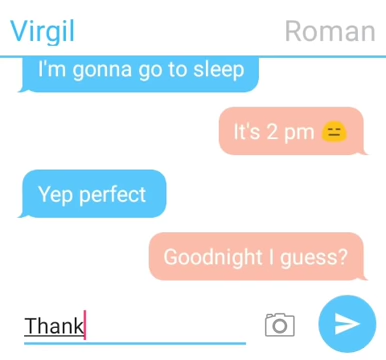 Virgil Roman
I'm gonna go to sleep
It's 2 pm 😑
Yep perfect
Goodnight I guess?
Thank